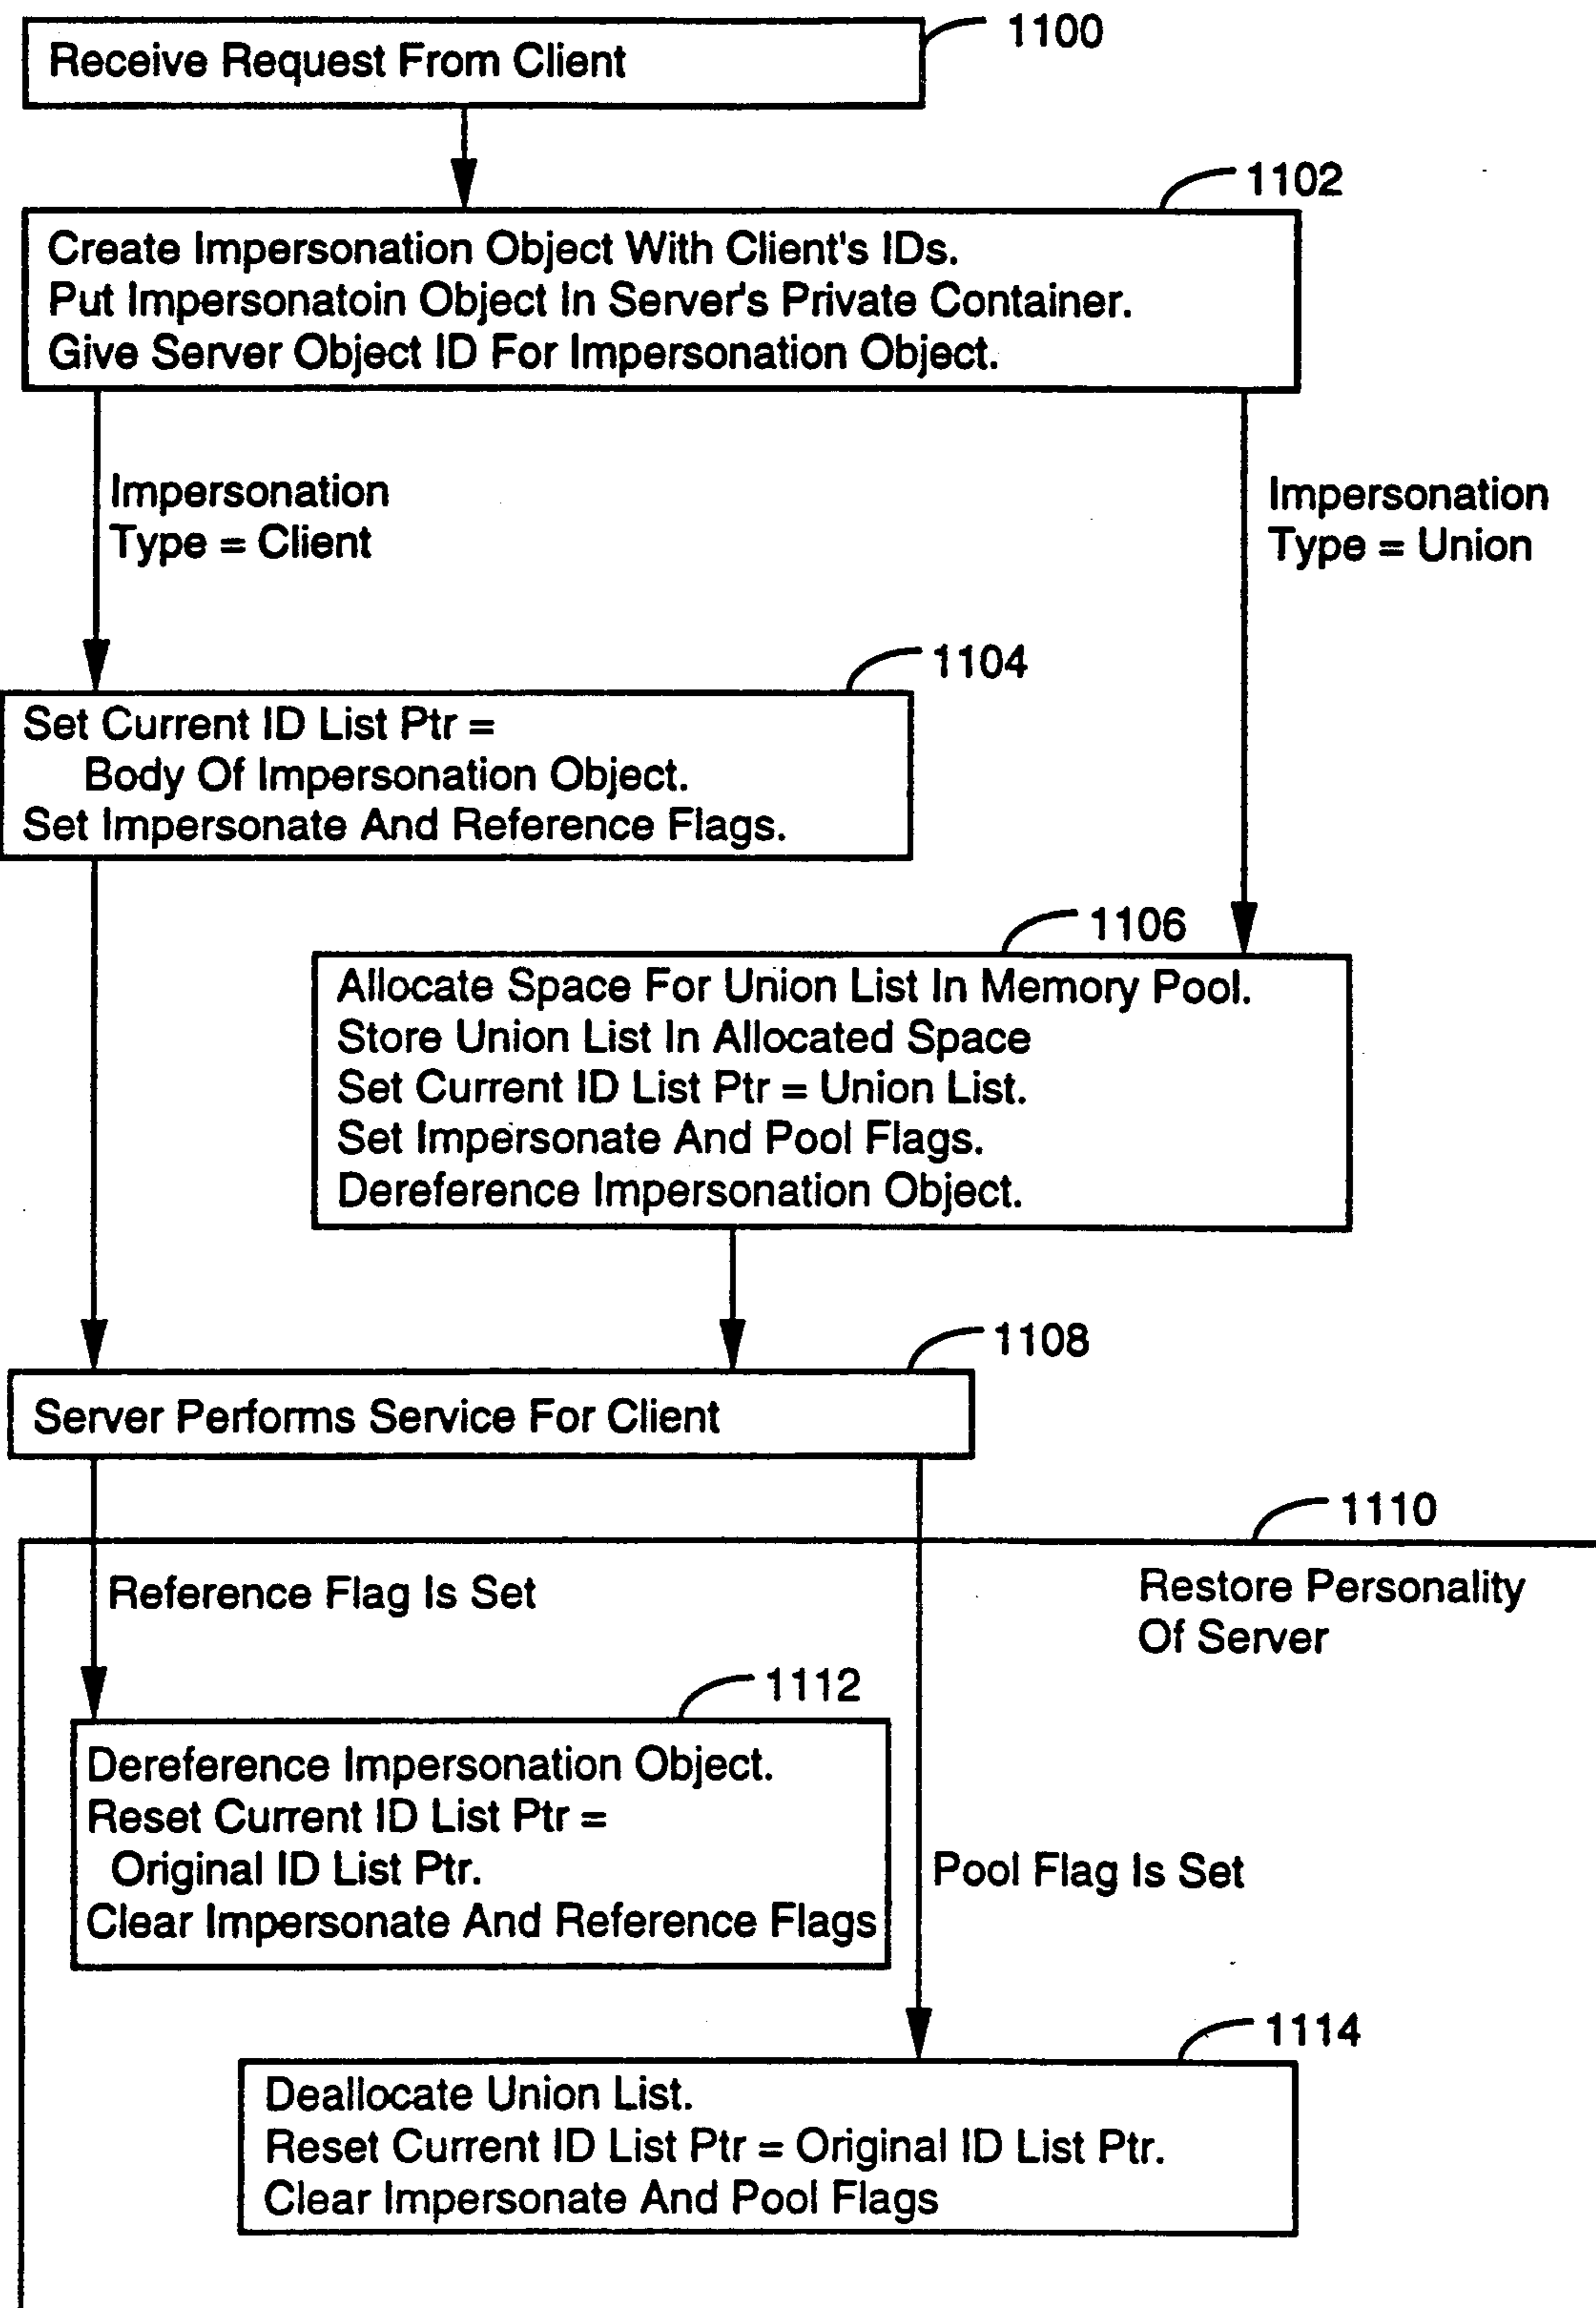 Receive Request From Client
1100
1102
Create Impersonation Object With Client's IDs.
Put Impersonatoin Object In Server's Private Container.
Give Server Object ID For Impersonation Object.
Impersonation
Type = Client
Impersonation
Type = Union
1104
Set Current ID List Ptr =
Body Of Impersonation Object.
Set Impersonate And Reference Flags.
1106
Allocate Space For Union List In Memory Pool.
Store Union List In Allocated Space
Set Current ID List Ptr = Union List.
Set Impersonate And Pool Flags.
Dereference Impersonation Object.
1108
Server Performs Service For Client
1110
Restore Personality
Of Server
Reference Flag Is Set
1112
Dereference Impersonation Object.
Reset Current ID List Ptr =
Original ID List Ptr.
Clear Impersonate And Reference Flags
Pool Flag Is Set
1114
Deallocate Union List.
Reset Current ID List Ptr = Original ID List Ptr.
Clear Impersonate And Pool Flags